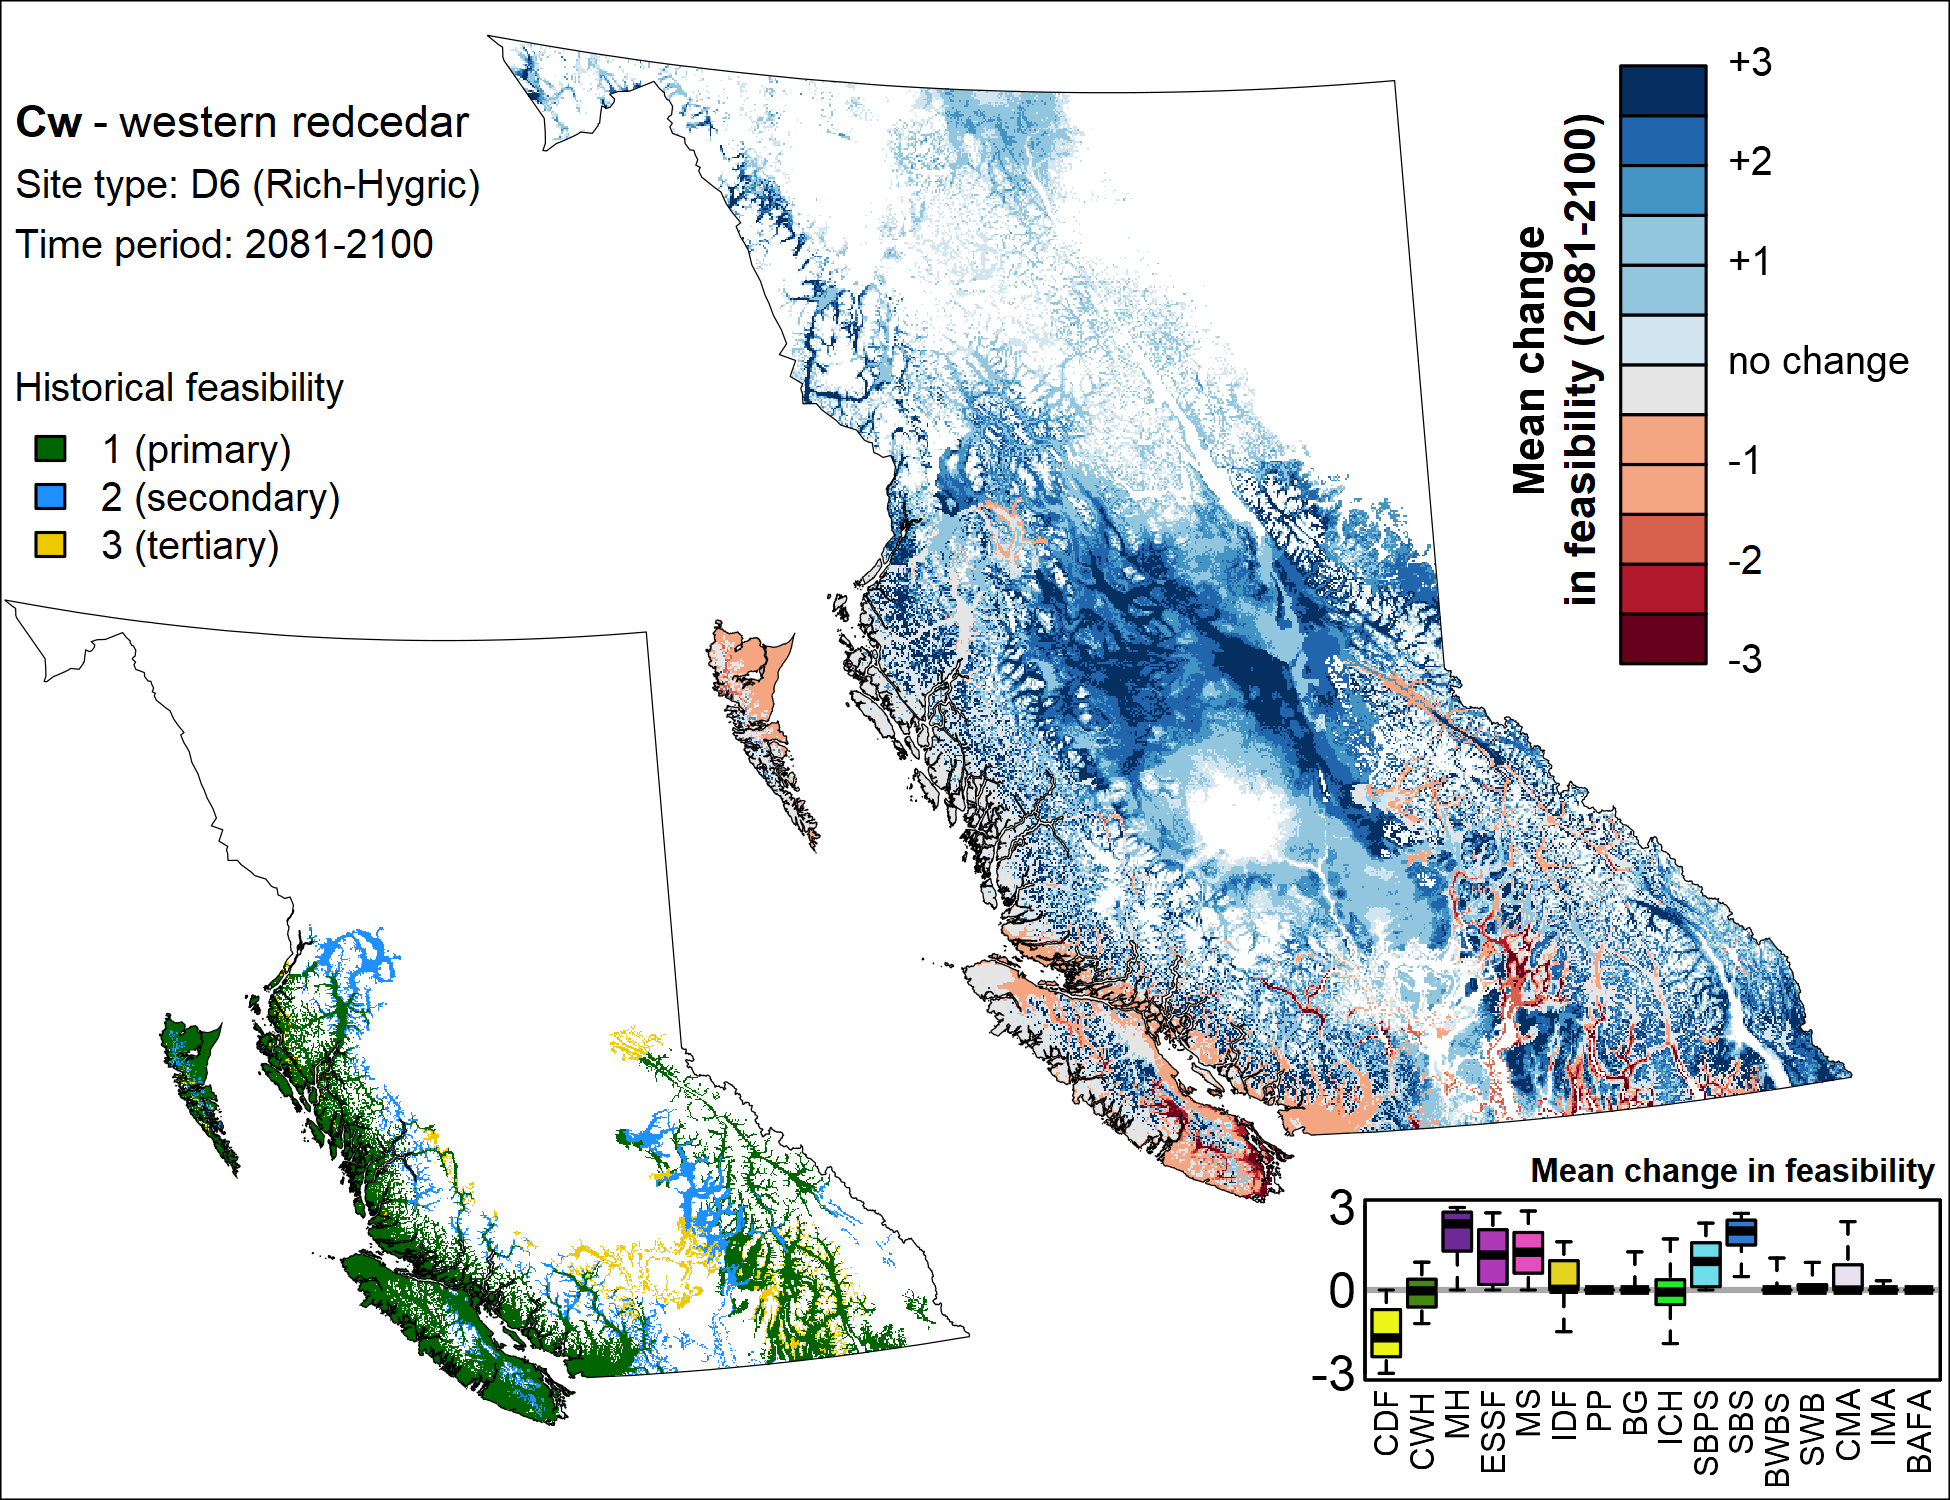 Cw - western redcedar
Site type: D6 (Rich-Hygric)
Time period: 2081-2100
Historical feasibility
1 (primary)
2 (secondary)
3 (tertiary)
Mean change
in feasibility (2081-2100)
+3
+2
+1
no change
-1
-2
-3
Mean change in feasibility
3
0
-3
CDF
CWH
MH
ESSF
MS
IDF
PP
BG
ICH
SBPS
SBS
BWBS
SWB
CMA
IMA
BAFA